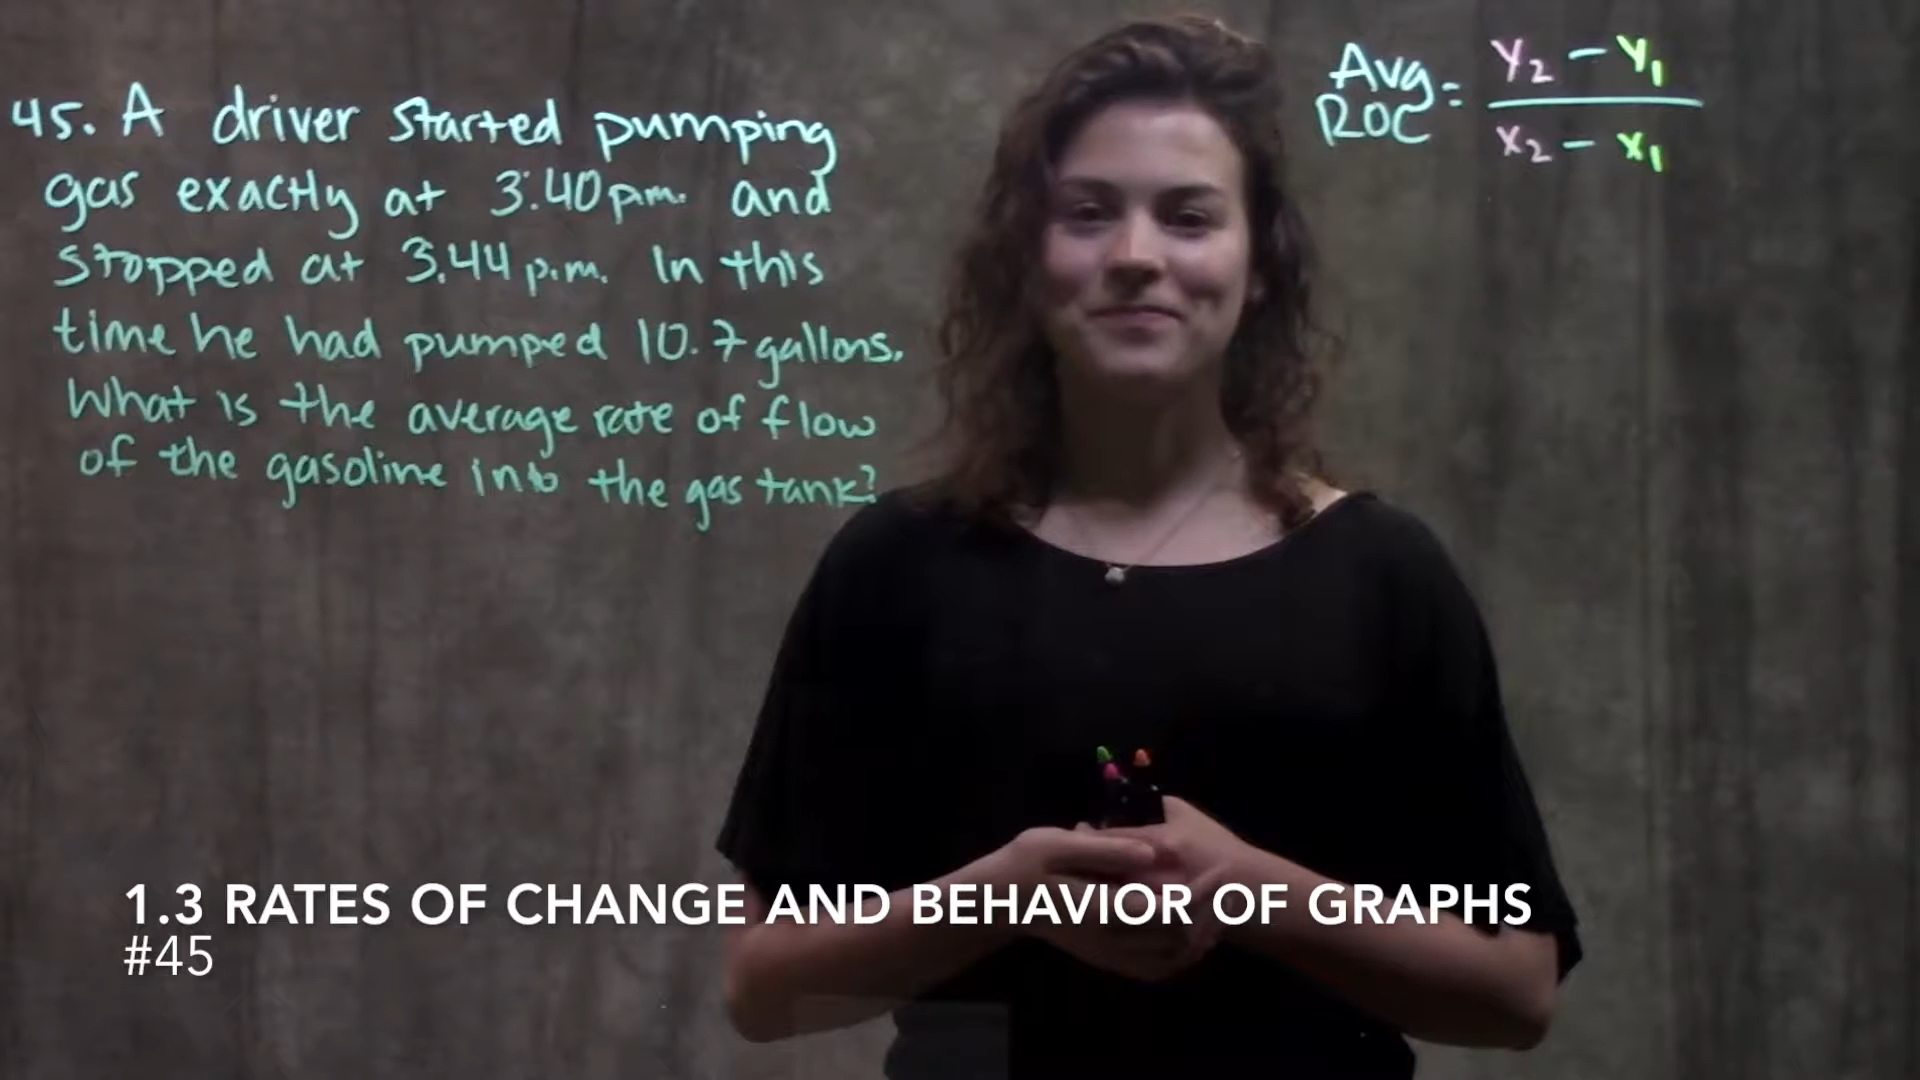 45. A driver started pumping
gas exactly at 3:40 p.m. and
stopped at 3:44 p.m. In this
time he had pumped 10.7 gallons.
What is the average rate of flow
of the gasoline into the gas tank?
Avg ROC = y₂ - y₁
x₂ - x₁
1.3 RATES OF CHANGE AND BEHAVIOR OF GRAPHS
#45